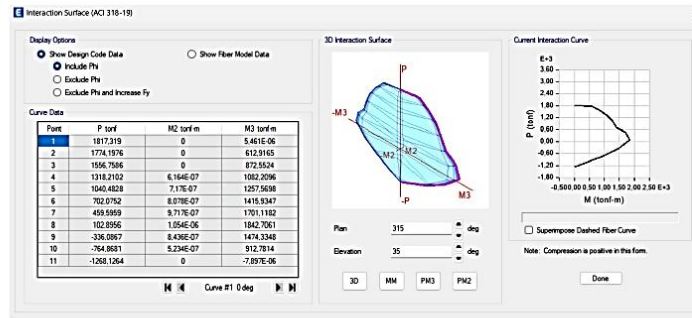 Interaction Surface (ACI 318-19)
Display Options
Show Design Code Data
Show Fiber Model Data
Include Phi
Exclude Phi
Exclude Phi and Increase Fy
Curve Data
Point P tonf M2 tonf-m M3 tonf-m
1 1817,319 0 5,461E-06
2 1774,1976 0 612,9165
3 1556,7586 0 872,5524
4 1318,2102 6,164E-07 1082,2096
5 1040,4828 7,17E-07 1257,5698
6 702,0752 8,078E-07 1415,9347
7 459,5959 9,717E-07 1701,1182
8 102,8956 1,054E-06 1842,7061
9 -336,0867 8,436E-07 1474,3348
10 -764,8681 5,234E-07 912,7814
11 -1268,1264 0 -7,897E-06
Curve #1 0 deg
3D Interaction Surface
P
-M3
-M2
M2
M3
-P
Plan 315 deg
Elevation 35 deg
3D MM PM3 PM2
Current Interaction Curve
E+3
3,60
3,00
2,40
1,80
1,20
0,60
-0,00
-0,60
-1,20
-1,80
P (tonf)
-0,500,00 0,50 1,00 1,50 2,00 2,50 E+3
M (tonf-m)
Superimpose Dashed Fiber Curve
Note: Compression is positive in this form.
Done